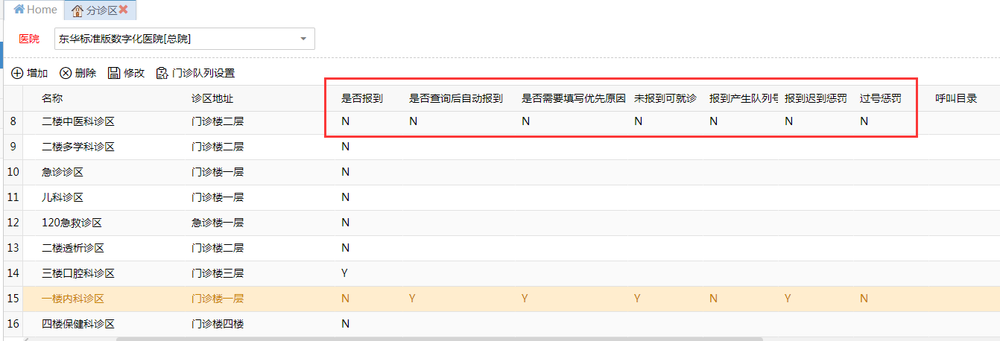 Home 分诊区
医院 东华标准版数字化医院[总院]
增加 删除 修改 门诊队列设置
名称 诊区地址 是否报到 是否查询后自动报到 是否需要填写优先原因 未报到可就诊 报到产生队列号 报到迟到惩罚 过号惩罚 呼叫目录
8 二楼中医科诊区 门诊楼二层 N N N N N N N
9 二楼多学科诊区 门诊楼二层 N
10 急诊诊区 门诊楼一层 N
11 儿科诊区 门诊楼一层 N
12 120急救诊区 急诊楼一层 N
13 二楼透析诊区 门诊楼二层 N
14 三楼口腔科诊区 门诊楼三层 Y
15 一楼内科诊区 门诊楼一层 N Y Y Y N Y N
16 四楼保健科诊区 门诊楼四楼 N